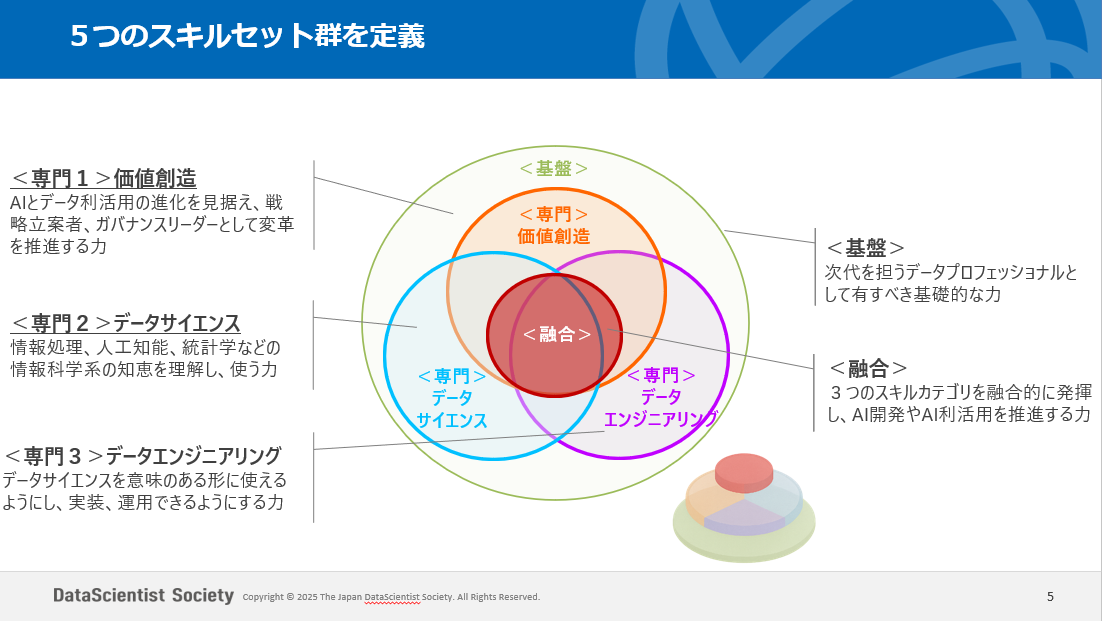 ５つのスキルセット群を定義
＜専門１＞価値創造
AIとデータ利活用の進化を見据え、戦
略立案者、ガバナンスリーダーとして変革
を推進する力
＜専門２＞データサイエンス
情報処理、人工知能、統計学などの
情報科学系の知恵を理解し、使う力
＜専門３＞データエンジニアリング
データサイエンスを意味のある形に使える
ようにし、実装、運用できるようにする力
＜基盤＞
＜専門＞
価値創造
＜融合＞
＜専門＞
データ
サイエンス
＜専門＞
データ
エンジニアリング
＜基盤＞
次代を担うデータプロフェッショナルと
して有すべき基礎的な力
＜融合＞
３つのスキルカテゴリを融合的に発揮
し、AI開発やAI利活用を推進する力
DataScientist Society
Copyright © 2025 The Japan DataScientist Society. All Rights Reserved.
5